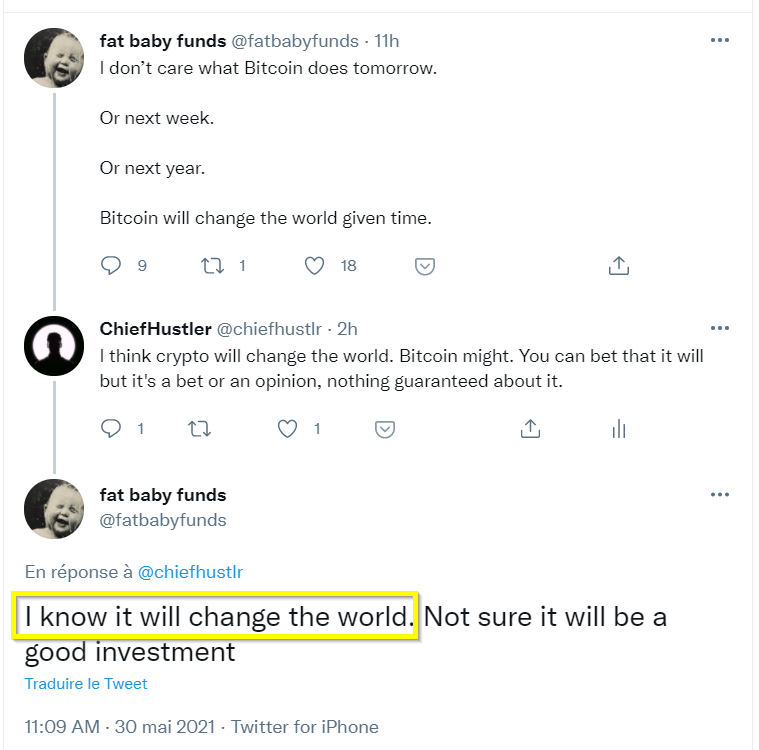 fat baby funds @fatbabyfunds · 11h
I don’t care what Bitcoin does tomorrow.
Or next week.
Or next year.
Bitcoin will change the world given time.
9 1 18
ChiefHustler @chiefhustlr · 2h
I think crypto will change the world. Bitcoin might. You can bet that it will
but it's a bet or an opinion, nothing guaranteed about it.
1 1
fat baby funds
@fatbabyfunds
En réponse à @chiefhustlr
I know it will change the world. Not sure it will be a
good investment
Traduire le Tweet
11:09 AM · 30 mai 2021 · Twitter for iPhone